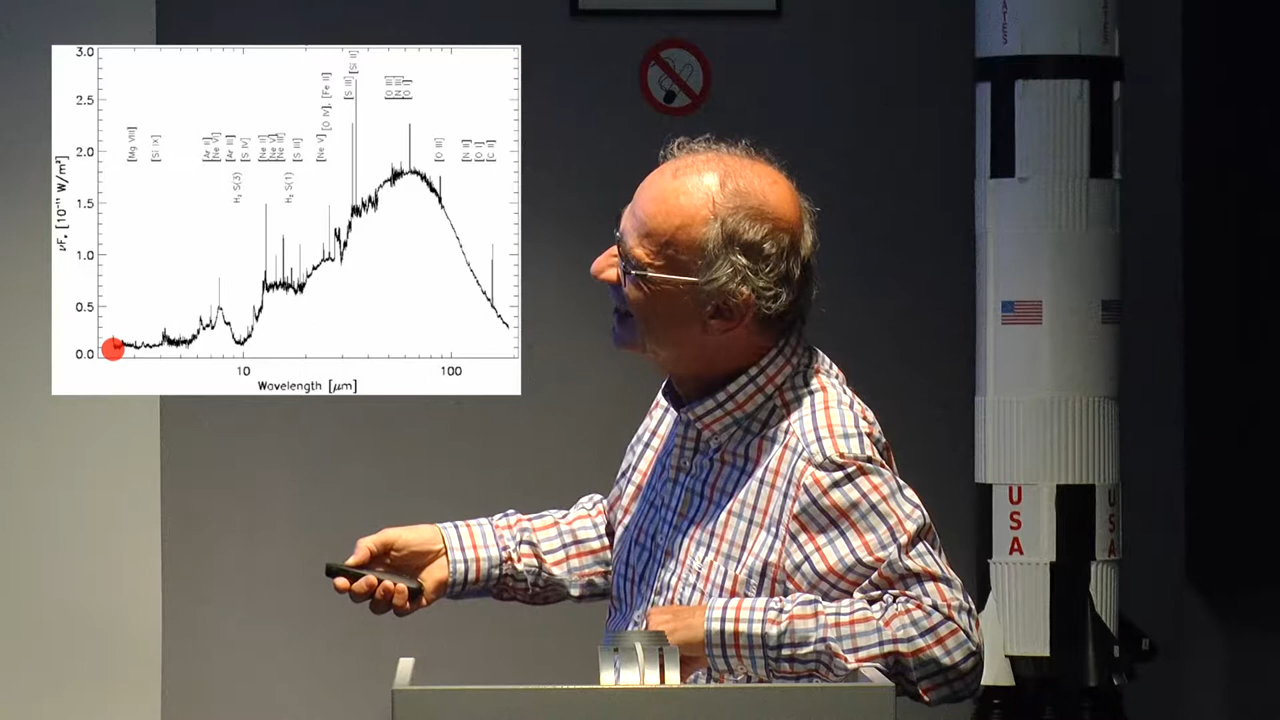 3.0
2.5
2.0
1.5
1.0
0.5
0.0
νFᵥ [10⁻¹¹ W/m²]
[Mg VIII]
[Si IX]
[Ar II]
[Ne VI]
[Ar III]
[S IV]
H₂ S(3)
[Ne II]
[Ne V]
[Ne III]
H₂ S(1)
[S III]
[Ne V]
[O IV], [Fe II]
[S III]
[Si II]
[O III]
[N III]
[O I]
[O III]
[N II]
[O I]
[C II]
10
100
Wavelength [μm]
USA
USA